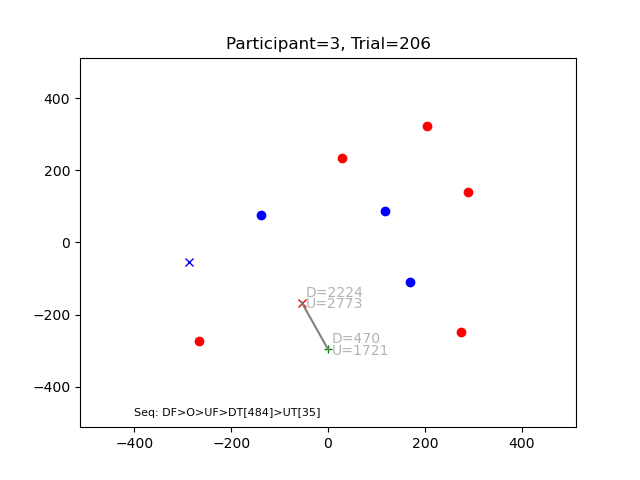 Participant=3, Trial=206
400
200
0
−200
−400
D=2224
U=2773
D=470
U=1721
Seq: DF>O>UF>DT[484]>UT[35]
−400
−200
0
200
400